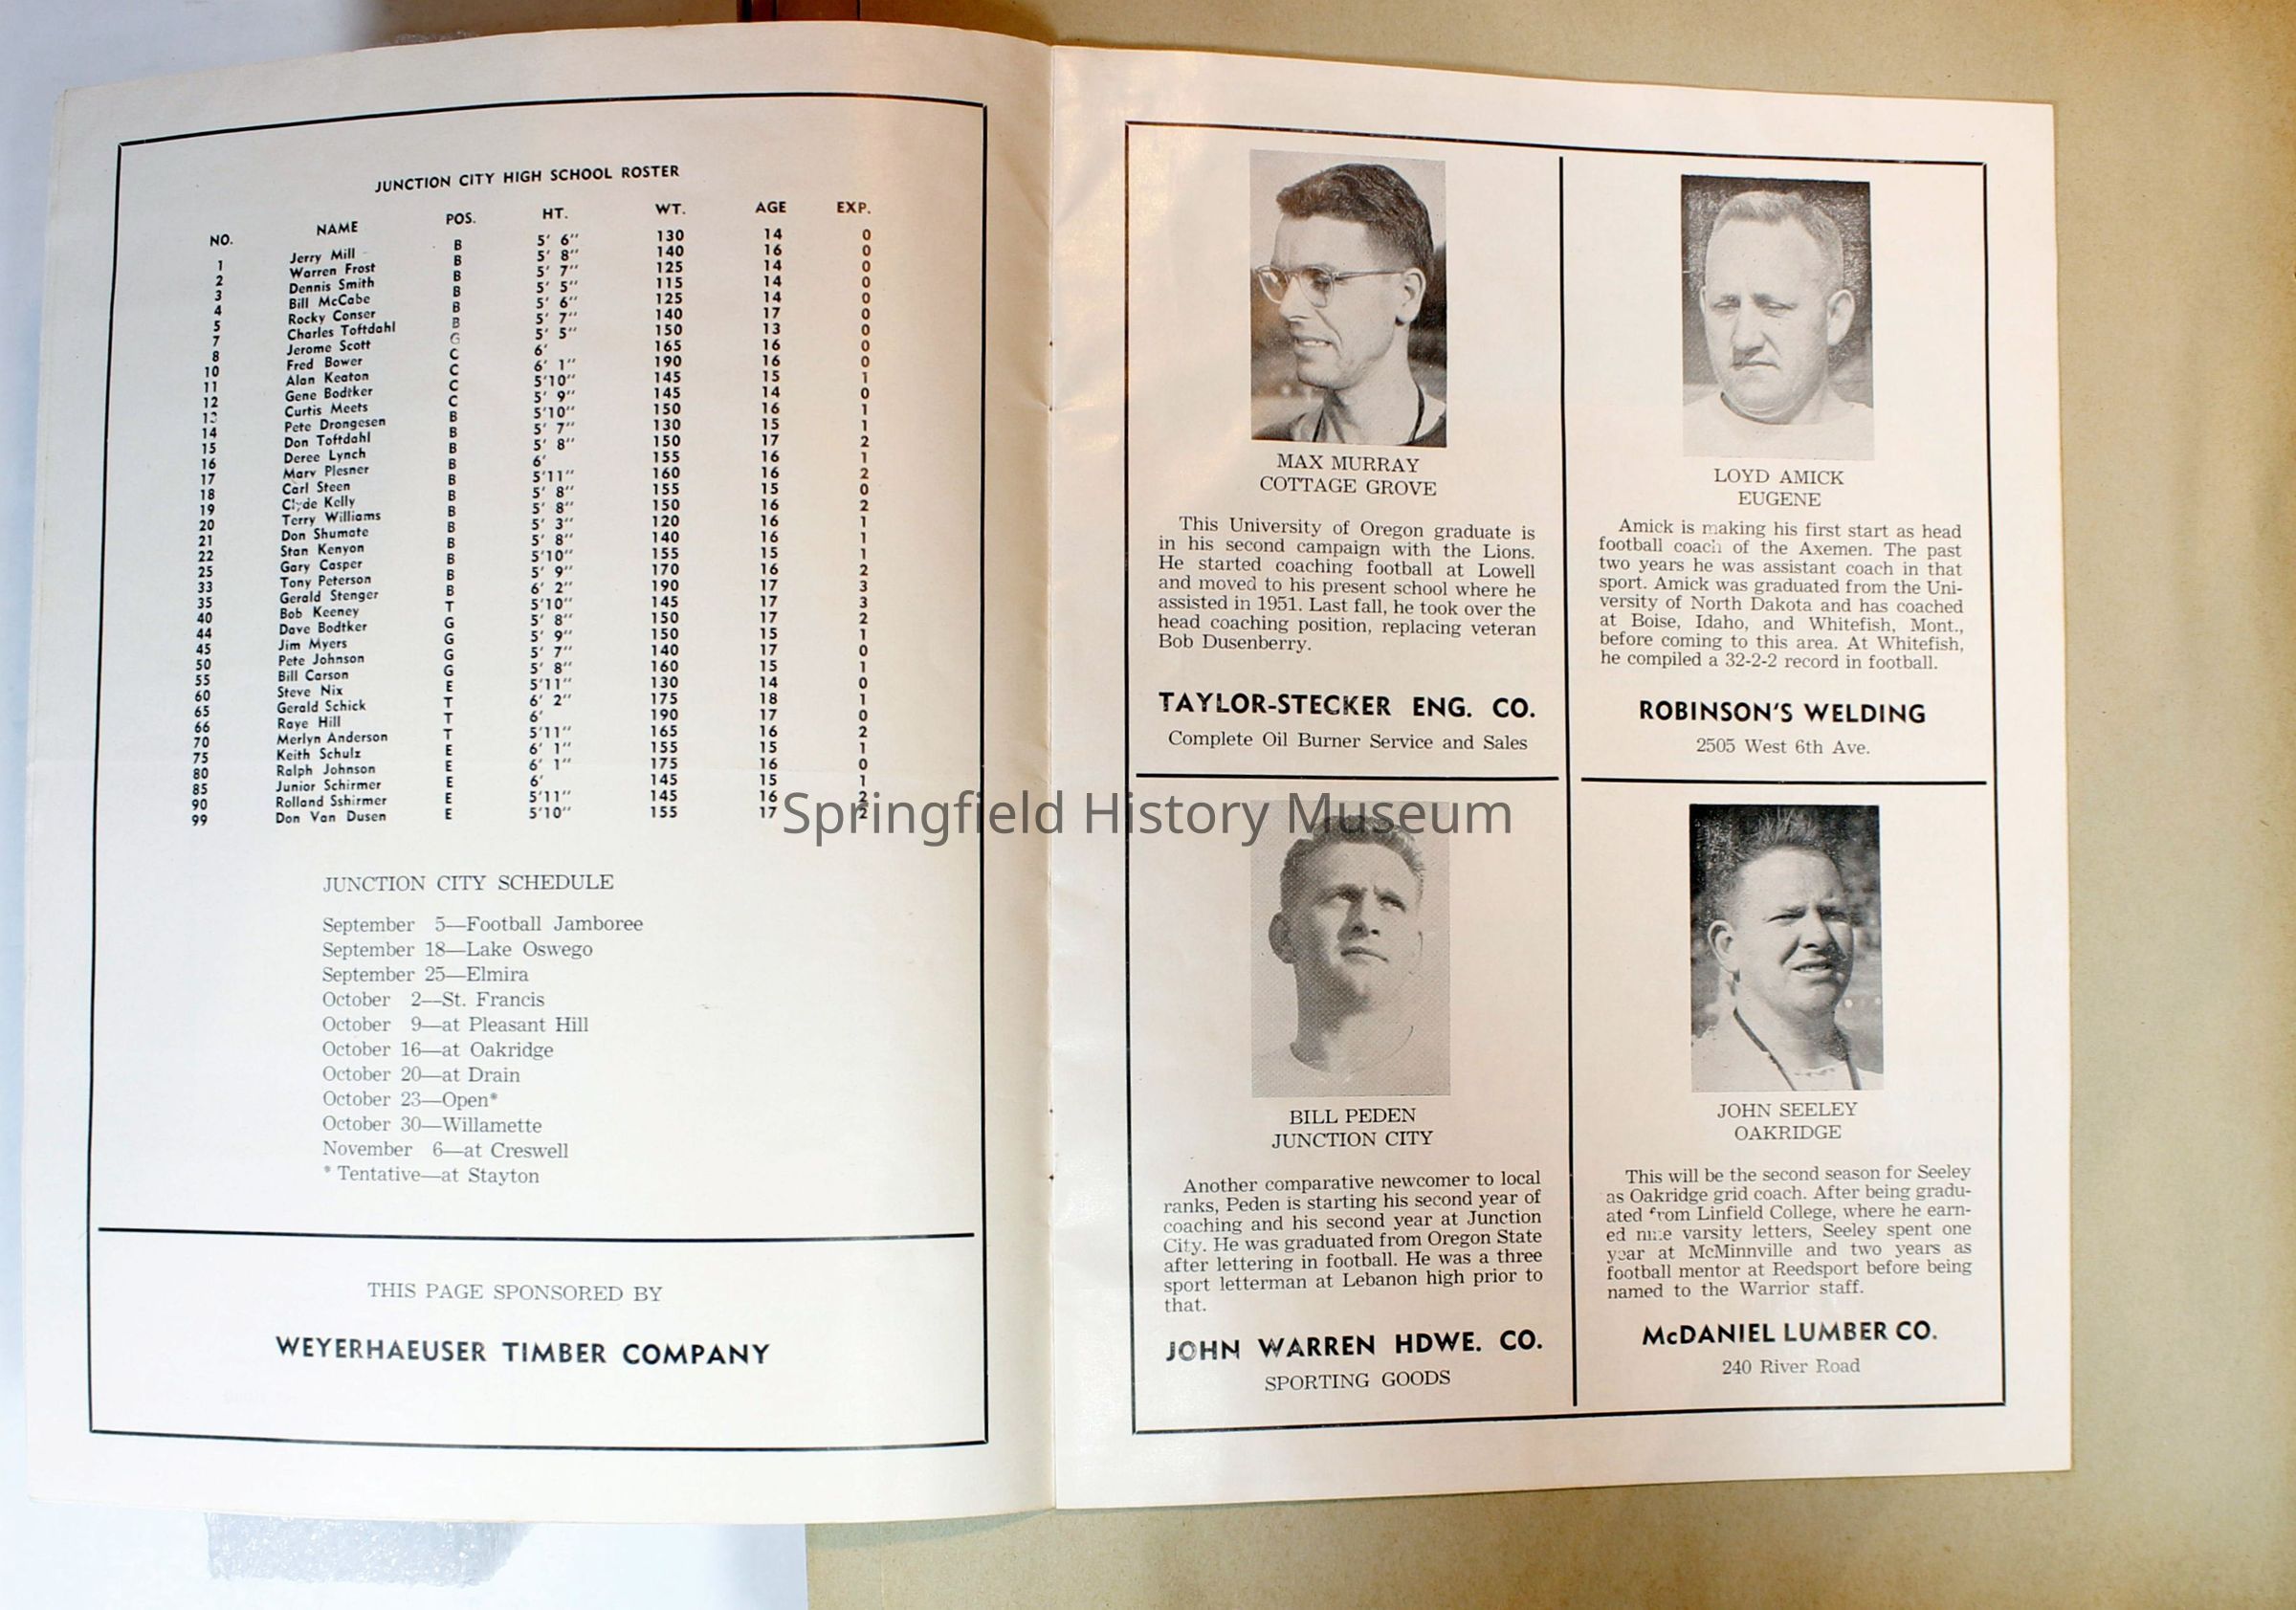 JUNCTION CITY HIGH SCHOOL ROSTER
NO. NAME POS. HT. WT. AGE EXP.
1 Jerry Mill B 5' 6" 130 14 0
2 Warren Frost B 5' 8" 140 16 0
3 Dennis Smith B 5' 7" 125 14 0
4 Bill McCabe B 5' 5" 115 14 0
5 Rocky Conser B 5' 6" 125 14 0
7 Charles Toftdahl B 5' 7" 140 17 0
8 Jerome Scott G 5' 5" 150 13 0
10 Fred Bower C 6' 165 16 0
11 Alan Keaton C 6' 1" 190 16 0
12 Gene Bodtker C 5'10" 145 15 1
13 Curtis Meets C 5' 9" 145 14 0
14 Pete Drongesen B 5'10" 150 16 1
15 Don Toftdahl B 5' 7" 130 15 1
16 Deree Lynch B 5' 8" 150 17 2
17 Marv Plesner B 6' 155 16 1
18 Carl Steen B 5'11" 160 16 2
19 Clyde Kelly B 5' 8" 155 15 0
20 Terry Williams B 5' 8" 150 16 2
21 Don Shumate B 5' 3" 120 16 1
22 Stan Kenyon B 5' 8" 140 16 1
25 Gary Casper B 5'10" 155 15 1
33 Tony Peterson B 5' 9" 170 16 2
35 Gerald Stenger B 6' 2" 190 17 3
40 Bob Keeney T 5'10" 145 17 3
44 Dave Bodtker G 5' 8" 150 17 2
45 Jim Myers G 5' 9" 150 15 1
50 Pete Johnson G 5' 7" 140 17 0
55 Bill Carson G 5' 8" 160 15 1
60 Steve Nix E 5'11" 130 14 0
65 Gerald Schick T 6' 2" 175 18 1
66 Raye Hill T 6' 190 17 0
70 Merlyn Anderson T 5'11" 165 16 2
75 Keith Schulz E 6' 1" 155 15 1
80 Ralph Johnson E 6' 1" 175 16 0
85 Junior Schirmer E 6' 145 15 1
90 Rolland Sshirmer E 5'11" 145 16 2
99 Don Van Dusen E 5'10" 155 17 2
JUNCTION CITY SCHEDULE
September 5—Football Jamboree
September 18—Lake Oswego
September 25—Elmira
October 2—St. Francis
October 9—at Pleasant Hill
October 16—at Oakridge
October 20—at Drain
October 23—Open*
October 30—Willamette
November 6—at Creswell
* Tentative—at Stayton
THIS PAGE SPONSORED BY
WEYERHAEUSER TIMBER COMPANY
MAX MURRAY
COTTAGE GROVE
This University of Oregon graduate is
in his second campaign with the Lions.
He started coaching football at Lowell
and moved to his present school where he
assisted in 1951. Last fall, he took over the
head coaching position, replacing veteran
Bob Dusenberry.
TAYLOR-STECKER ENG. CO.
Complete Oil Burner Service and Sales
LOYD AMICK
EUGENE
Amick is making his first start as head
football coach of the Axemen. The past
two years he was assistant coach in that
sport. Amick was graduated from the Uni-
versity of North Dakota and has coached
at Boise, Idaho, and Whitefish, Mont.,
before coming to this area. At Whitefish,
he compiled a 32-2-2 record in football.
ROBINSON'S WELDING
2505 West 6th Ave.
BILL PEDEN
JUNCTION CITY
Another comparative newcomer to local
ranks, Peden is starting his second year of
coaching and his second year at Junction
City. He was graduated from Oregon State
after lettering in football. He was a three
sport letterman at Lebanon high prior to
that.
JOHN WARREN HDWE. CO.
SPORTING GOODS
JOHN SEELEY
OAKRIDGE
This will be the second season for Seeley
as Oakridge grid coach. After being gradu-
ated from Linfield College, where he earn-
ed nine varsity letters, Seeley spent one
year at McMinnville and two years as
football mentor at Reedsport before being
named to the Warrior staff.
McDANIEL LUMBER CO.
240 River Road
Springfield History Museum